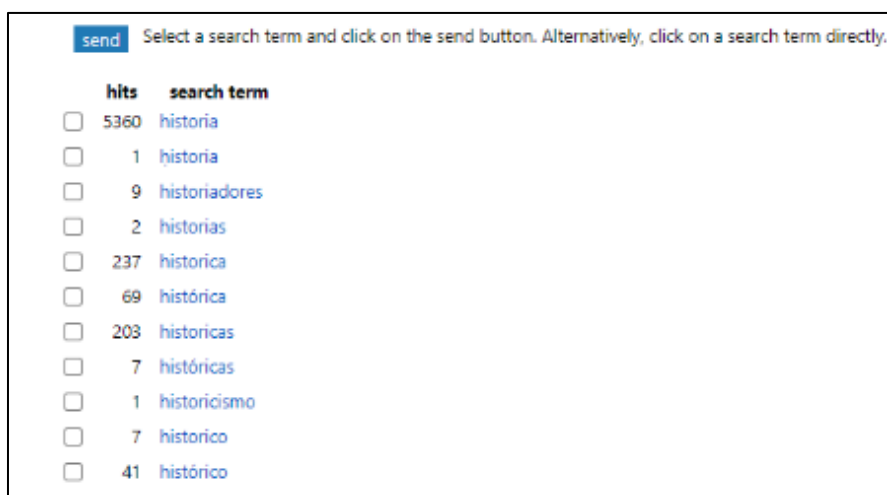 send Select a search term and click on the send button. Alternatively, click on a search term directly.
hits search term
5360 historia
1 ḥistoria
9 historiadores
2 historias
237 historica
69 histórica
203 historicas
7 históricas
1 historicismo
7 historico
41 histórico